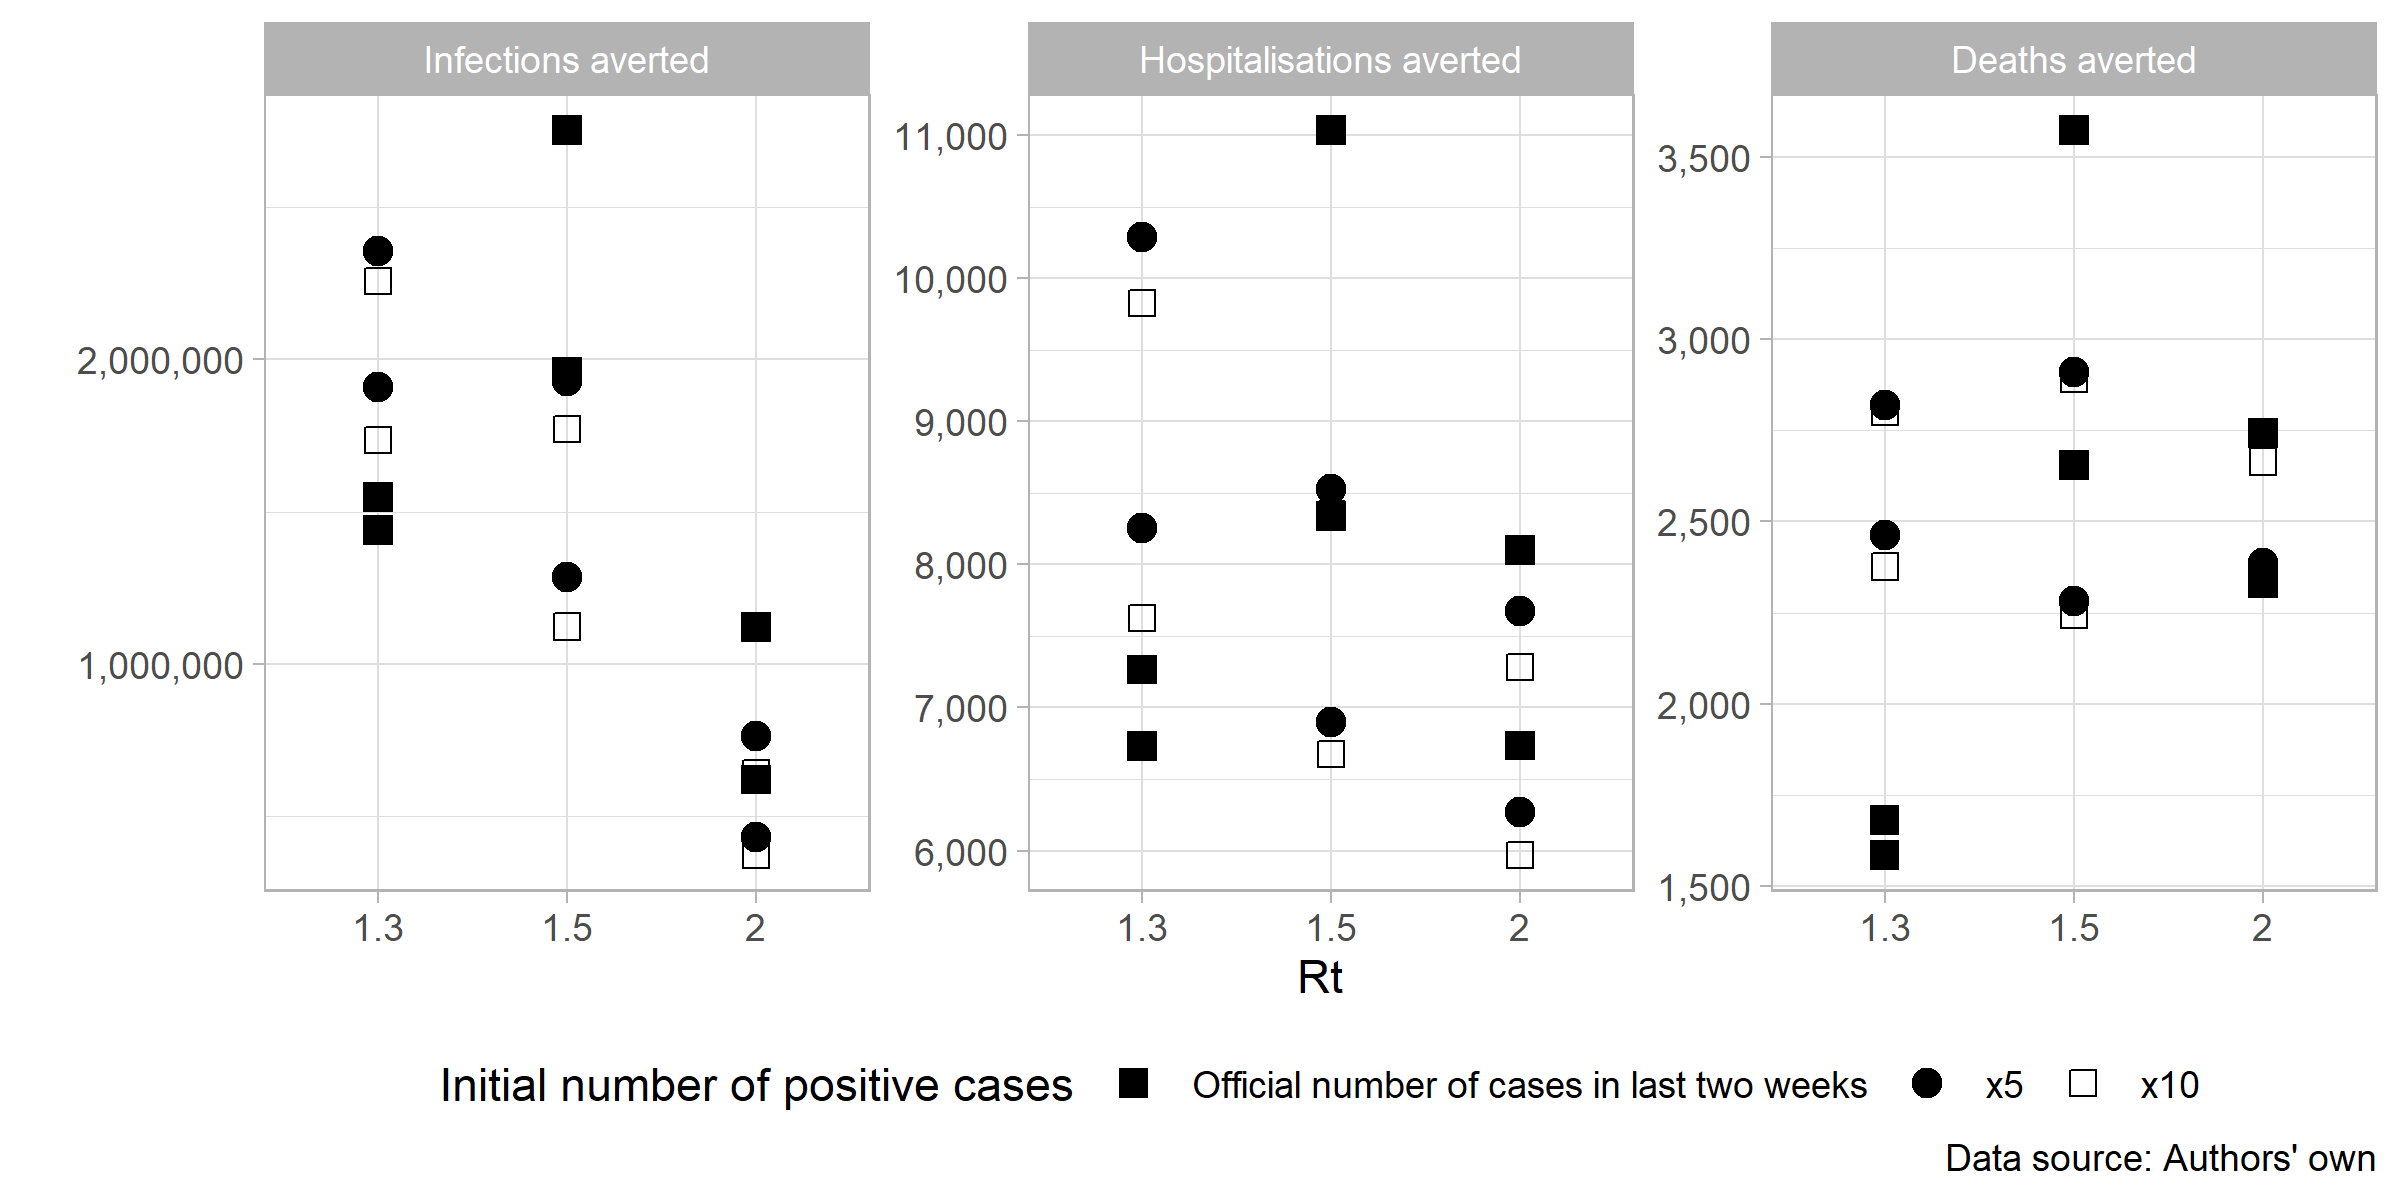 Infections averted
Hospitalisations averted
Deaths averted
2,000,000
1,000,000
11,000
10,000
9,000
8,000
7,000
6,000
3,500
3,000
2,500
2,000
1,500
1.3 1.5 2
1.3 1.5 2
1.3 1.5 2
Rt
Initial number of positive cases Official number of cases in last two weeks x5 x10
Data source: Authors' own